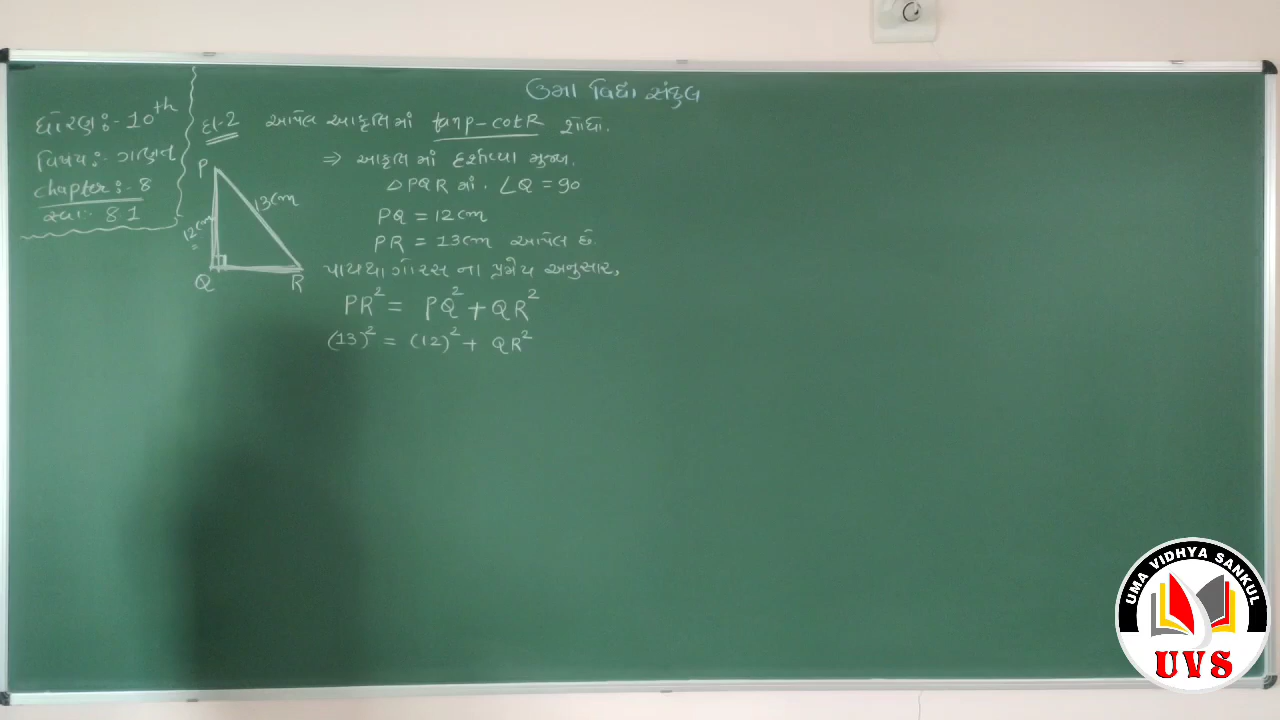 ઉમા વિદ્યા સંકુલ
ધોરણ :- 10th
વિષય :- ગણિત
chapter :- 8
સ્વા :- 8.1
દા-2 આપેલ આકૃતિ માં tan P - cot R શોધો.
⇒ આકૃતિ માં દર્શાવ્યા મુજબ,
△PQR માં. ∠Q = 90
PQ = 12cm
PR = 13cm આપેલ છે.
પાયથાગોરસ ના પ્રમેય અનુસાર,
PR² = PQ² + QR²
(13)² = (12)² + QR²
P
13cm
12cm
Q
R
UMA VIDHYA SANKUL
UVS